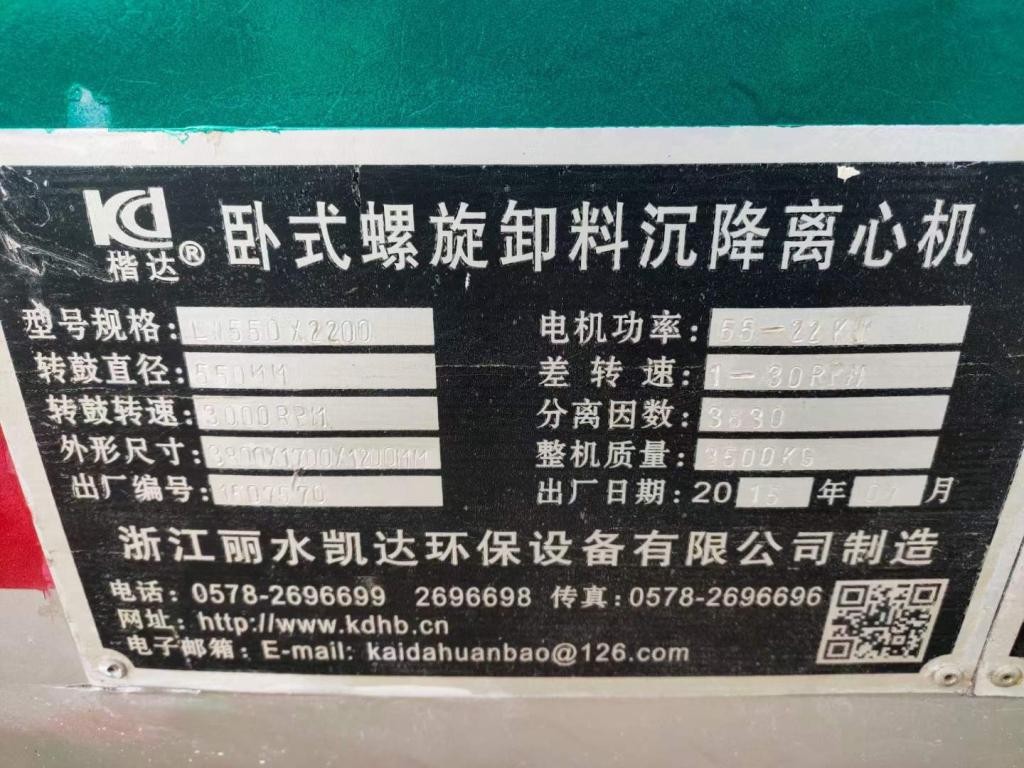 Kd®
楷达
卧式螺旋卸料沉降离心机
型号规格: LW550X2200
电机功率: 55-22KW
转鼓直径: 550MM
差转速: 1-30RPM
转鼓转速: 3000RPM
分离因数:
外形尺寸: 3800X1700X1200MM
整机质量: 3500KG
出厂编号:
出厂日期: 2015年07月
浙江丽水凯达环保设备有限公司制造
电话: 0578-2696699 2696698 传真: 0578-2696696
网址: http://www.kdhb.cn
电子邮箱: E-mail: kaidahuanbao@126.com